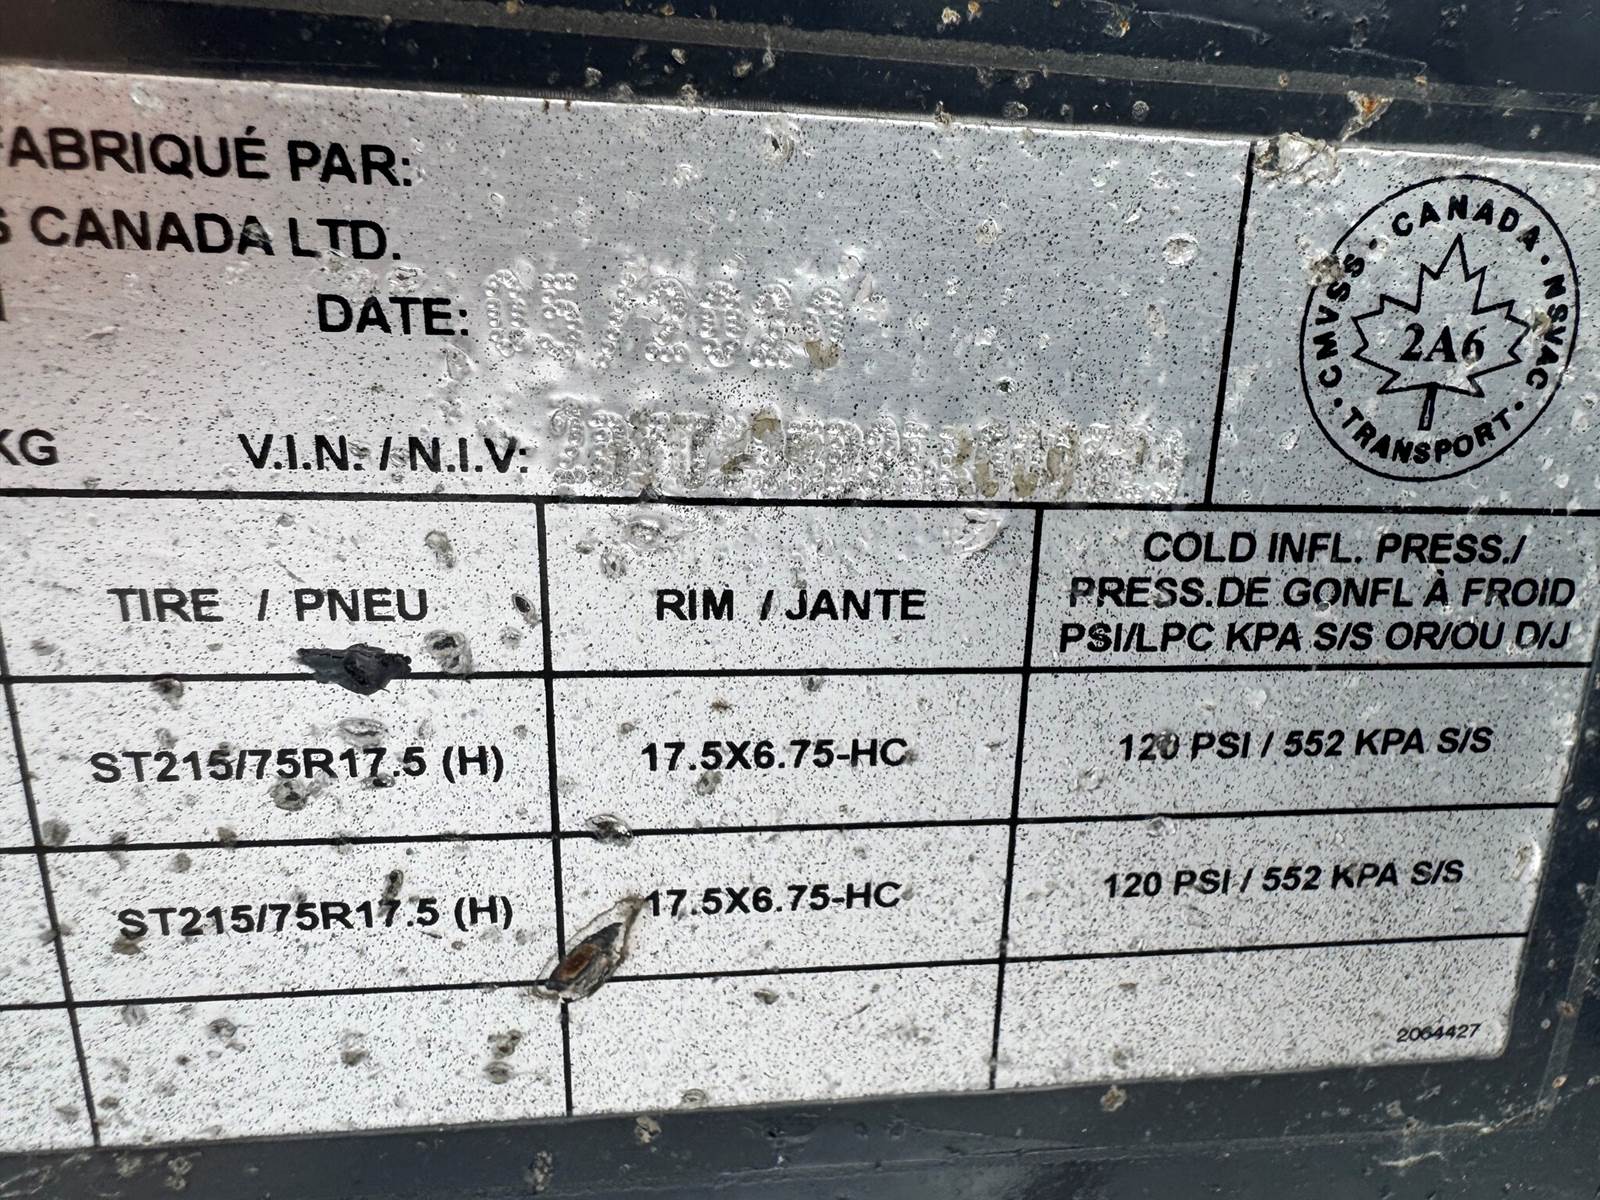 FABRIQUÉ PAR:
S CANADA LTD.
DATE: 05/2020
KG V.I.N. / N.I.V:
CMVSS • CANADA • NSVAC • TRANSPORT •
2A6
TIRE / PNEU
RIM / JANTE
COLD INFL. PRESS./
PRESS.DE GONFL À FROID
PSI/LPC KPA S/S OR/OU D/J
ST215/75R17.5 (H) 17.5X6.75-HC 120 PSI / 552 KPA S/S
ST215/75R17.5 (H) 17.5X6.75-HC 120 PSI / 552 KPA S/S
2064427